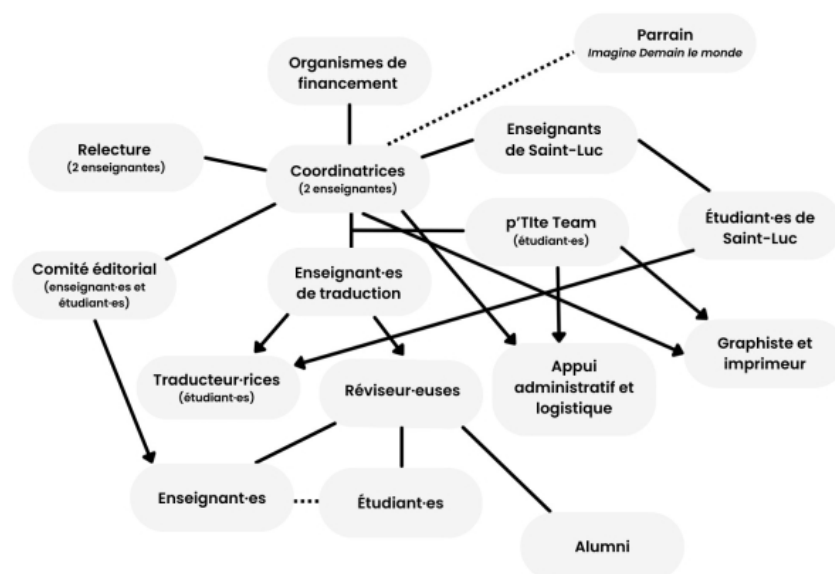 Parrain
Imagine Demain le monde
Organismes de
financement
Enseignants
de Saint-Luc
Relecture
(2 enseignantes)
Coordinatrices
(2 enseignantes)
p'TIte Team
(étudiant·es)
Étudiant·es de
Saint-Luc
Comité éditorial
(enseignant·es et
étudiant·es)
Enseignant·es
de traduction
Graphiste et
imprimeur
Traducteur·rices
(étudiant·es)
Réviseur·euses
Appui
administratif et
logistique
Enseignant·es
Étudiant·es
Alumni